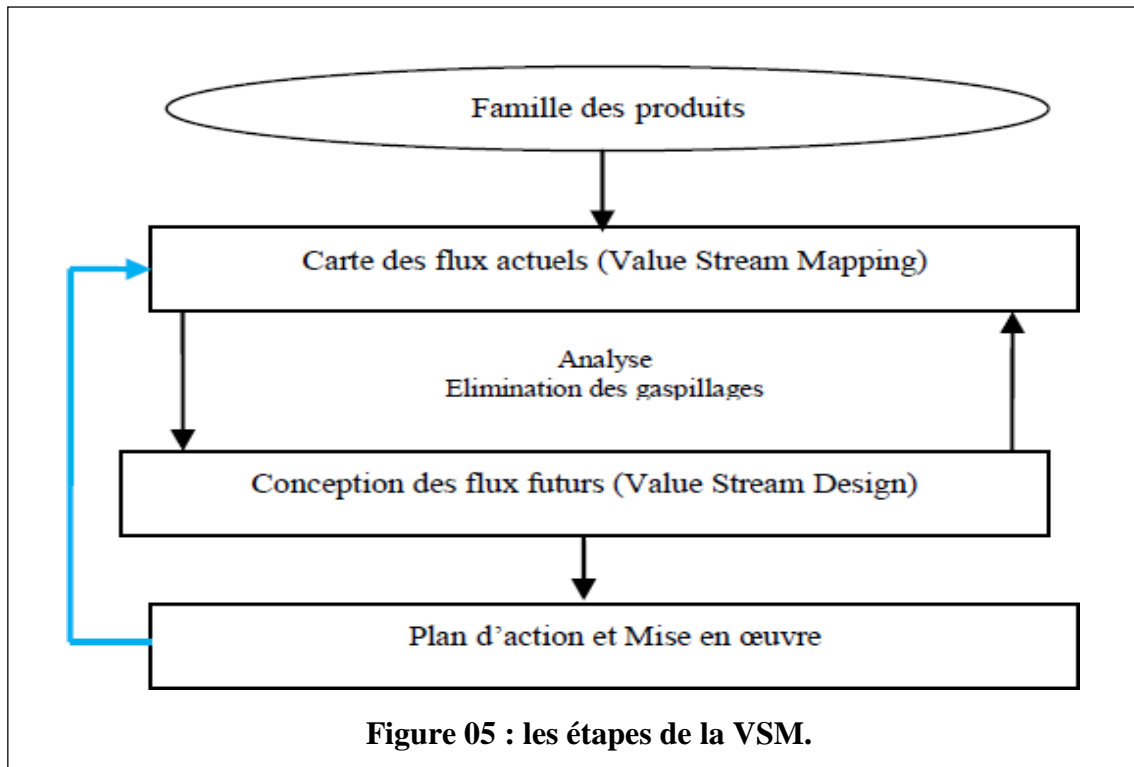 Famille des produits
Carte des flux actuels (Value Stream Mapping)
Analyse
Elimination des gaspillages
Conception des flux futurs (Value Stream Design)
Plan d’action et Mise en œuvre
Figure 05 : les étapes de la VSM.